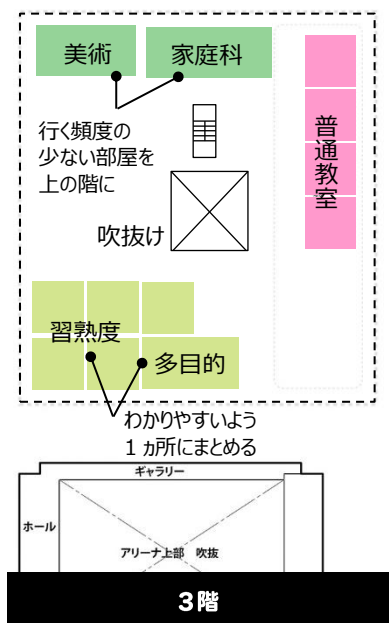 美術
家庭科
行く頻度の
少ない部屋を
上の階に
普通教室
吹抜け
習熟度
多目的
わかりやすいよう
1 ヵ所にまとめる
ギャラリー
ホール
アリーナ上部 吹抜
3階